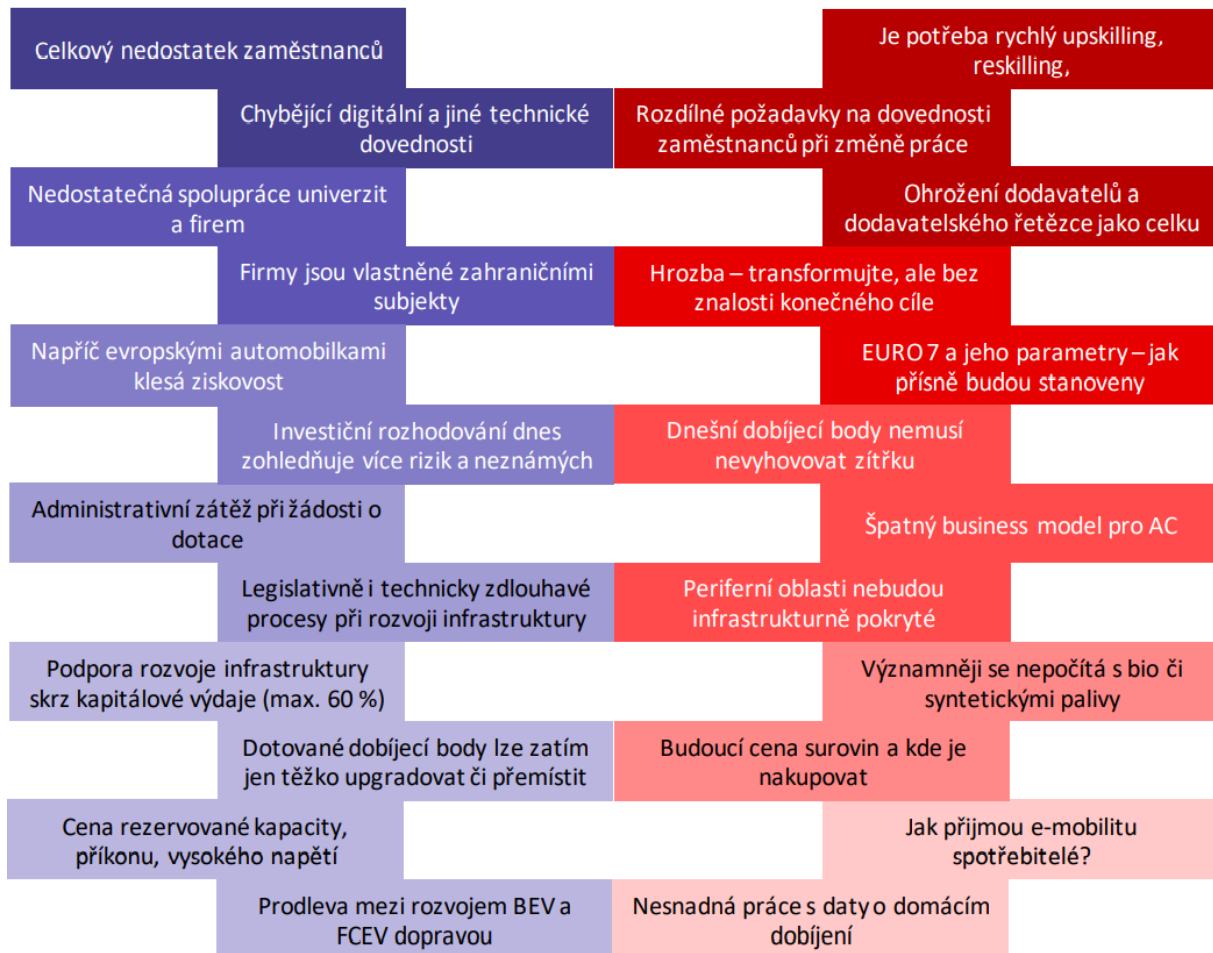 Celkový nedostatek zaměstnanců
Je potřeba rychlý upskilling,
reskilling,
Chybějící digitální a jiné technické
dovednosti
Rozdílné požadavky na dovednosti
zaměstnanců při změně práce
Nedostatečná spolupráce univerzit
a firem
Ohrožení dodavatelů a
dodavatelského řetězce jako celku
Firmy jsou vlastněné zahraničními
subjekty
Hrozba – transformujte, ale bez
znalosti konečného cíle
Napříč evropskými automobilkami
klesá ziskovost
EURO 7 a jeho parametry – jak
přísně budou stanoveny
Investiční rozhodování dnes
zohledňuje více rizik a neznámých
Dnešní dobíjecí body nemusí
nevyhovovat zítřku
Administrativní zátěž při žádosti o
dotace
Špatný business model pro AC
Legislativně i technicky zdlouhavé
procesy při rozvoji infrastruktury
Periferní oblasti nebudou
infrastrukturně pokryté
Podpora rozvoje infrastruktury
skrz kapitálové výdaje (max. 60 %)
Významněji se nepočítá s bio či
syntetickými palivy
Dotované dobíjecí body lze zatím
jen těžko upgradovat či přemístit
Budoucí cena surovin a kde je
nakupovat
Cena rezervované kapacity,
příkonu, vysokého napětí
Jak přijmou e-mobilitu
spotřebitelé?
Prodleva mezi rozvojem BEV a
FCEV dopravou
Nesnadná práce s daty o domácím
dobíjení